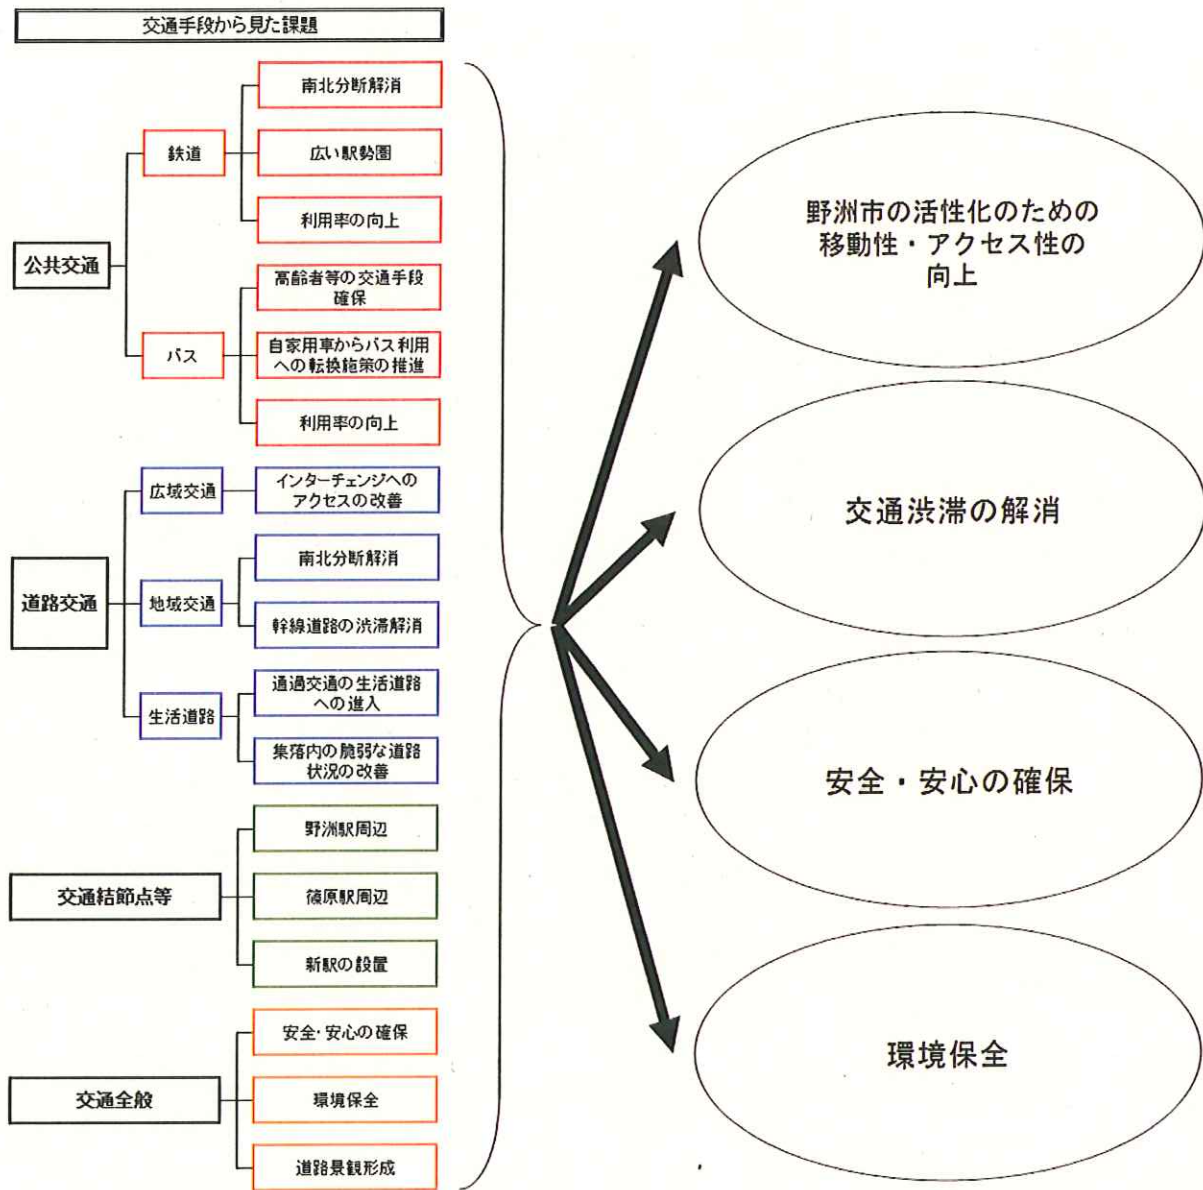 交通手段から見た課題
公共交通
鉄道
南北分断解消
広い駅勢圏
利用率の向上
バス
高齢者等の交通手段
確保
自家用車からバス利用
への転換施策の推進
利用率の向上
道路交通
広域交通
インターチェンジへの
アクセスの改善
地域交通
南北分断解消
幹線道路の渋滞解消
生活道路
通過交通の生活道路
への進入
集落内の脆弱な道路
状況の改善
交通結節点等
野洲駅周辺
篠原駅周辺
新駅の設置
交通全般
安全・安心の確保
環境保全
道路景観形成
野洲市の活性化のための
移動性・アクセス性の
向上
交通渋滞の解消
安全・安心の確保
環境保全